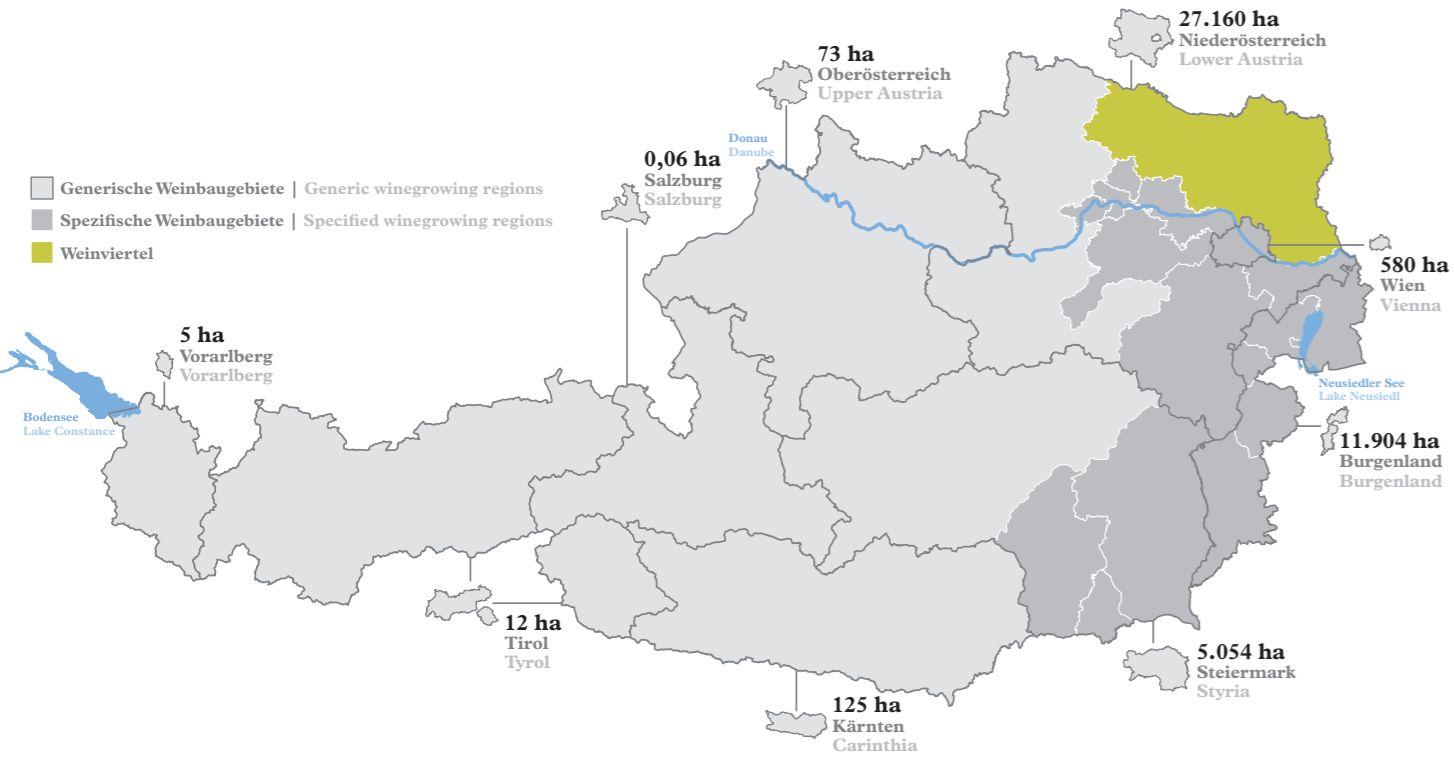 27.160 ha
Niederösterreich
Lower Austria
73 ha
Oberösterreich
Upper Austria
Donau
Danube
0,06 ha
Salzburg
Salzburg
Generische Weinbaugebiete | Generic winegrowing regions
Spezifische Weinbaugebiete | Specified winegrowing regions
Weinviertel
580 ha
Wien
Vienna
5 ha
Vorarlberg
Vorarlberg
Bodensee
Lake Constance
Neusiedler See
Lake Neusiedl
11.904 ha
Burgenland
Burgenland
12 ha
Tirol
Tyrol
5.054 ha
Steiermark
Styria
125 ha
Kärnten
Carinthia